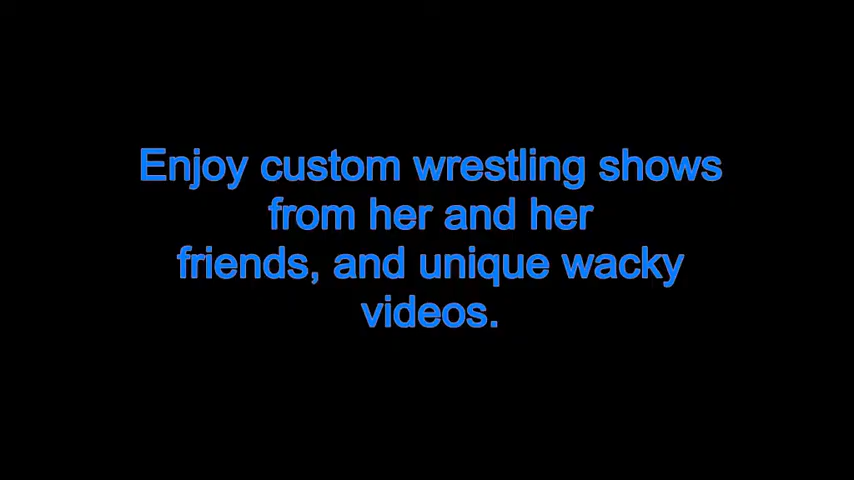 Enjoy custom wrestling shows
from her and her
friends, and unique wacky
videos.